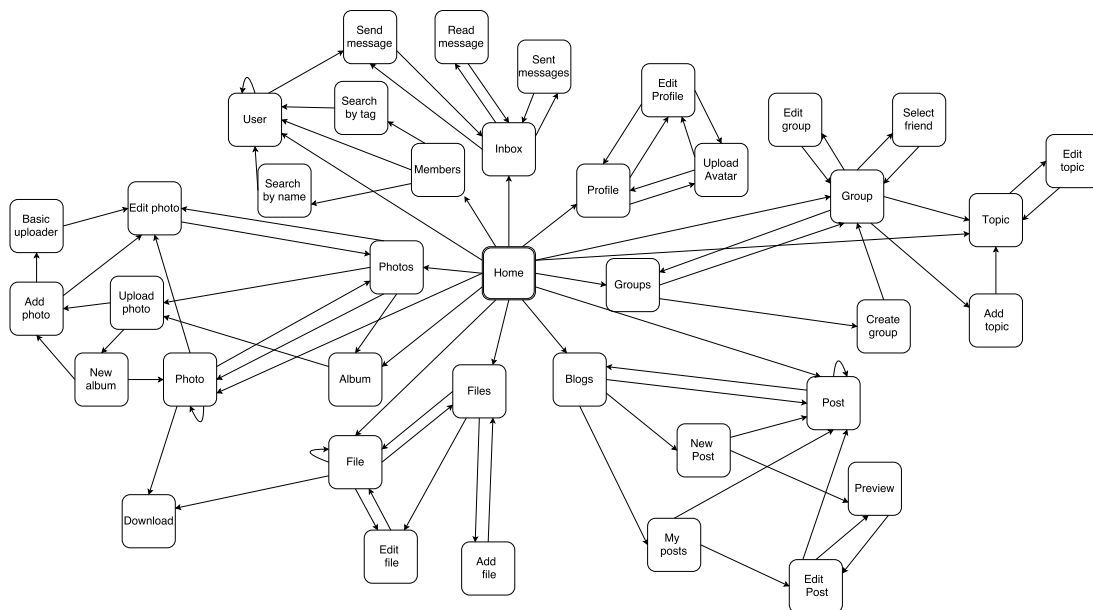 Send
message
Read
message
Sent
messages
User
Search
by tag
Inbox
Members
Search
by name
Edit
Profile
Upload
Avatar
Profile
Edit
group
Select
friend
Group
Edit
topic
Topic
Add
topic
Create
group
Groups
Home
Edit photo
Basic
uploader
Photos
Add
photo
Upload
photo
New
album
Photo
Album
Files
File
Download
Edit
file
Add
file
Blogs
Post
New
Post
Preview
My
posts
Edit
Post